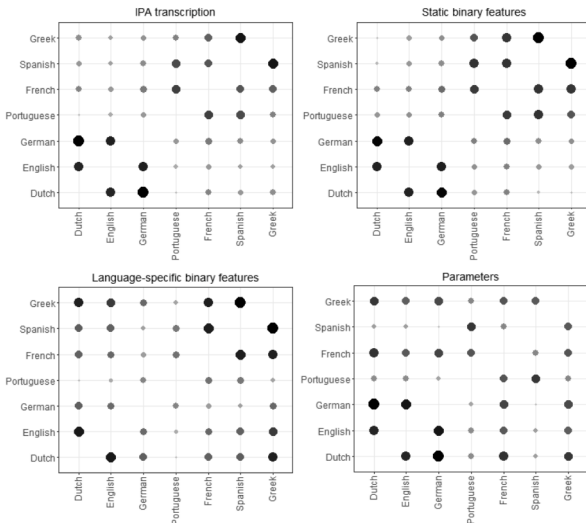 IPA transcription
Greek
Spanish
French
Portuguese
German
English
Dutch
Dutch
English
German
Portuguese
French
Spanish
Greek
Static binary features
Greek
Spanish
French
Portuguese
German
English
Dutch
Dutch
English
German
Portuguese
French
Spanish
Greek
Language-specific binary features
Greek
Spanish
French
Portuguese
German
English
Dutch
Dutch
English
German
Portuguese
French
Spanish
Greek
Parameters
Greek
Spanish
French
Portuguese
German
English
Dutch
Dutch
English
German
Portuguese
French
Spanish
Greek